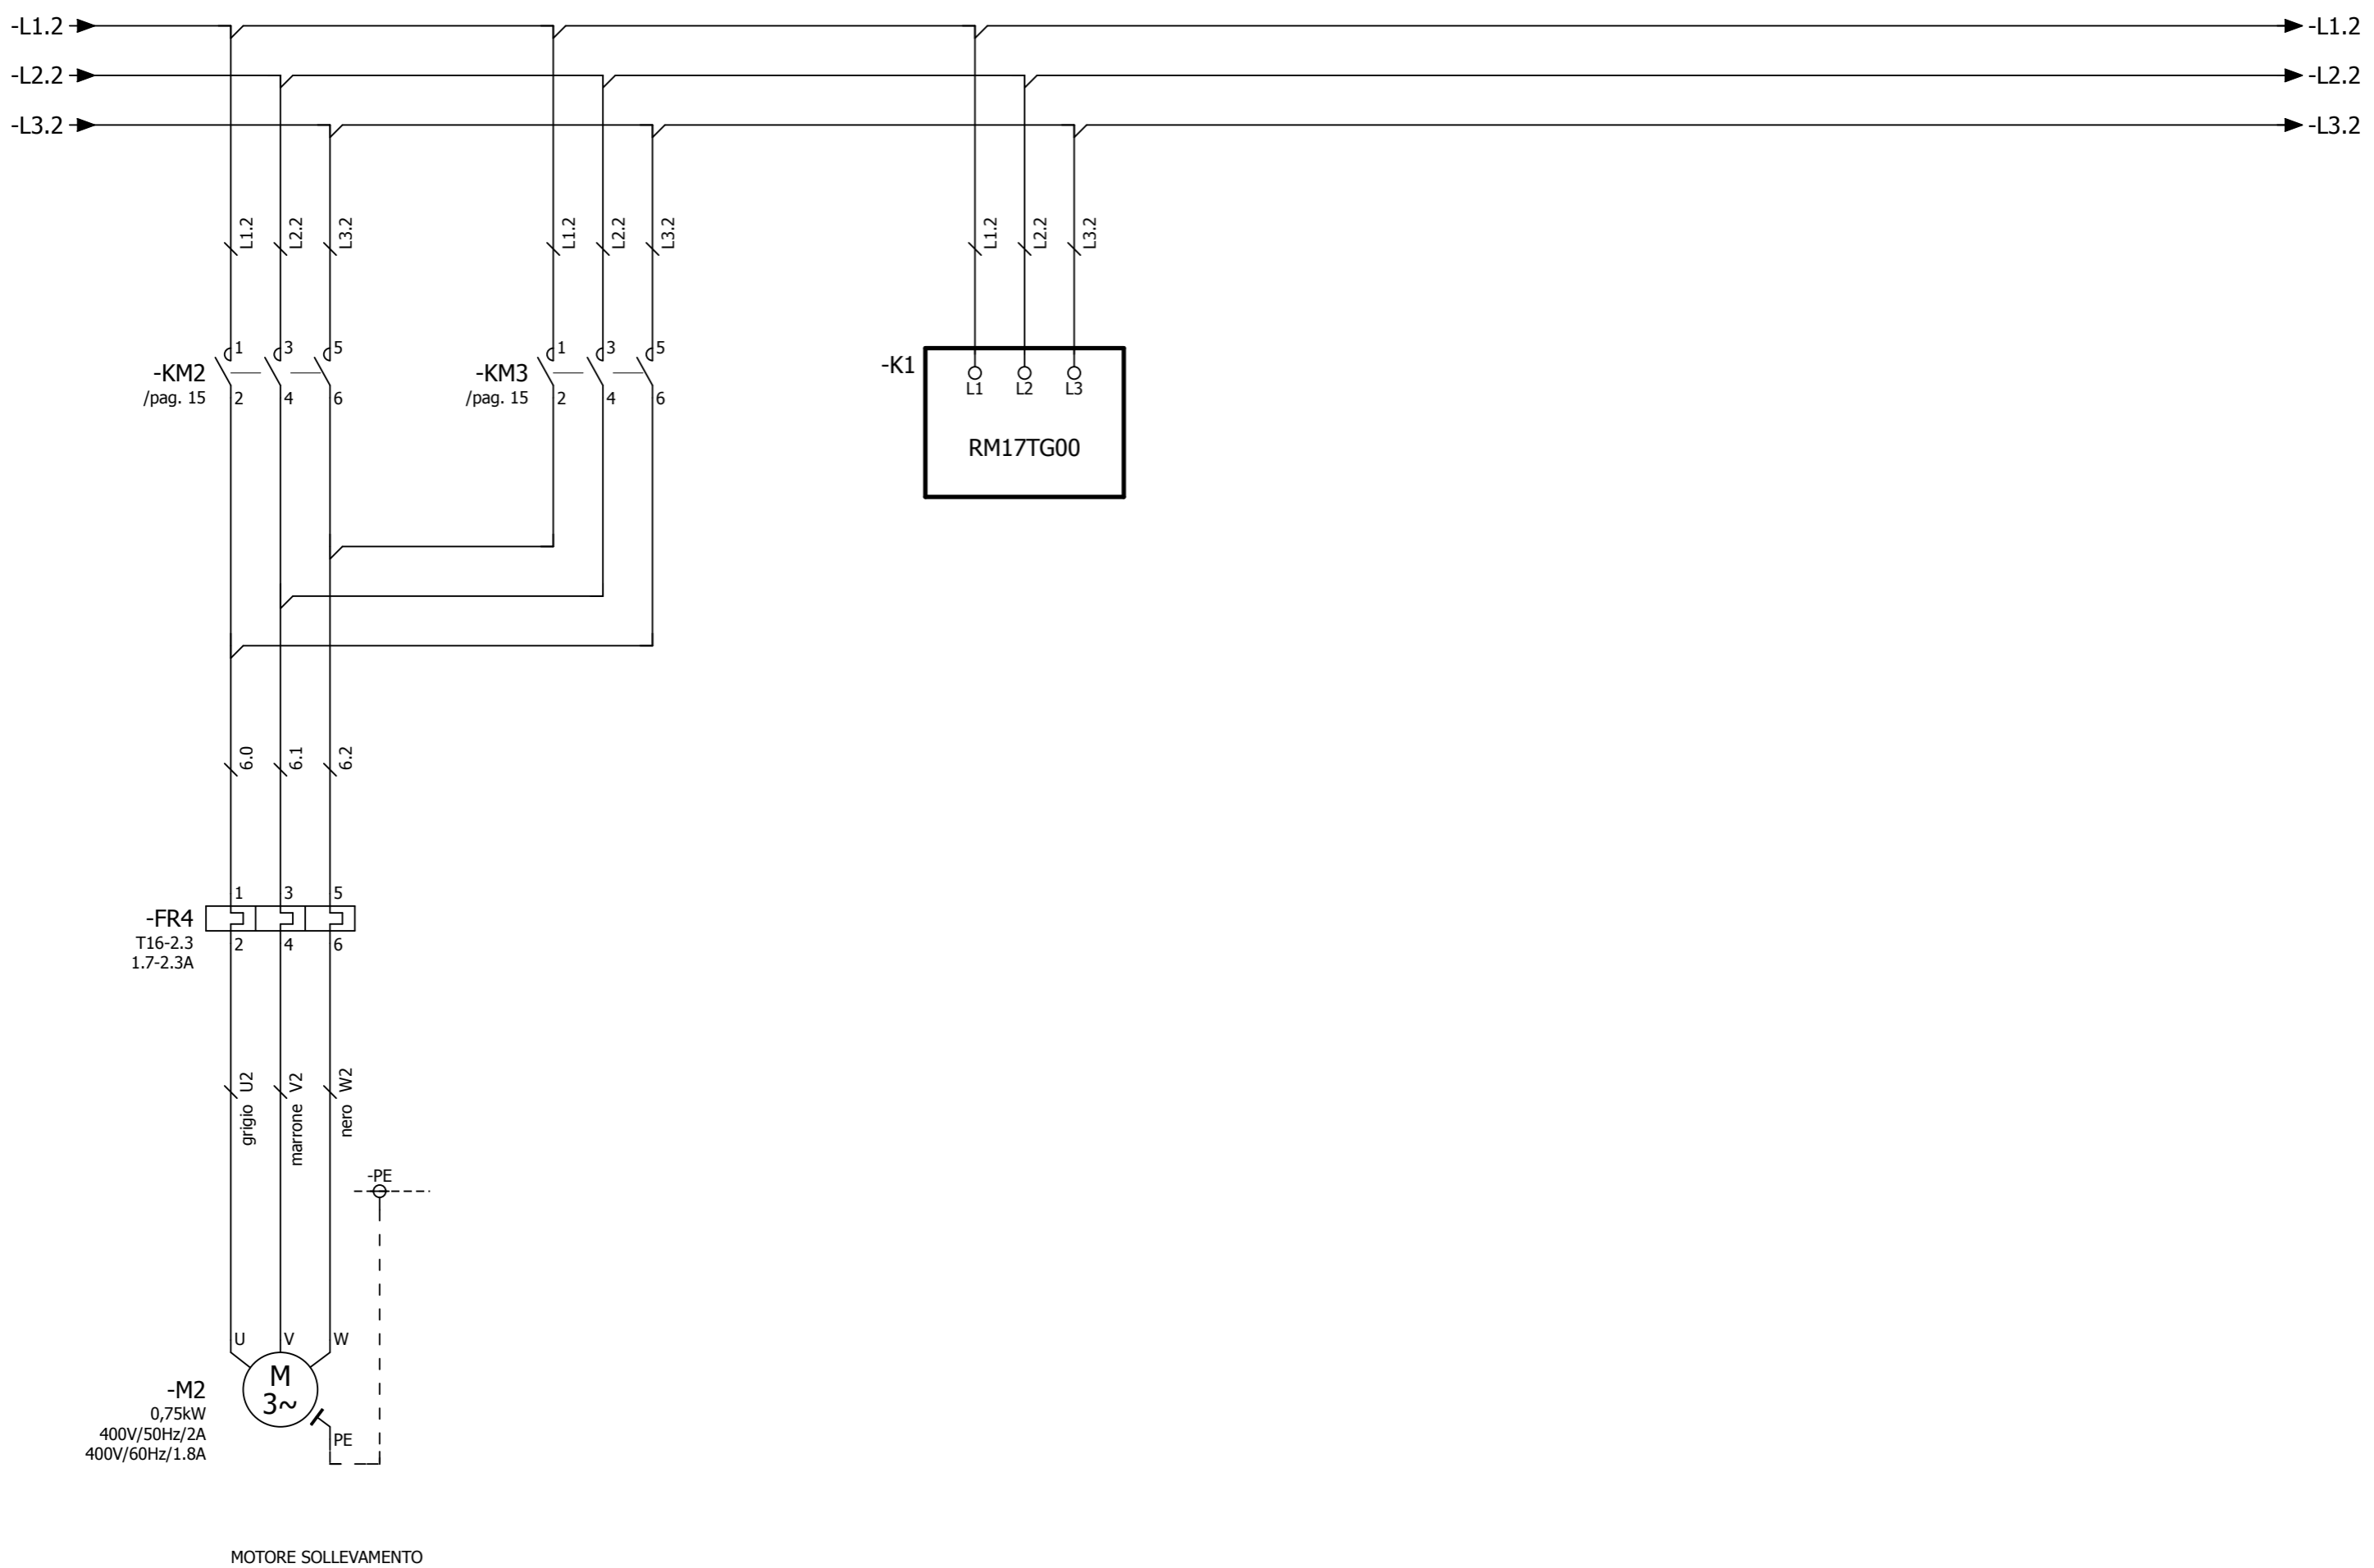 -L1.2
-L1.2
-L2.2
-L2.2
-L3.2
-L3.2
L1.2
L2.2
L3.2
L1.2
L2.2
L3.2
L1.2
L2.2
L3.2
-KM2
/pag. 15
1
3
5
2
4
6
-KM3
/pag. 15
1
3
5
2
4
6
-K1
L1
L2
L3
RM17TG00
6.0
6.1
6.2
-FR4
T16-2.3
1.7-2.3A
1
3
5
2
4
6
grigio U2
marrone V2
nero W2
-PE
U
V
W
M
3~
-M2
0,75kW
400V/50Hz/2A
400V/60Hz/1.8A
PE
MOTORE SOLLEVAMENTO